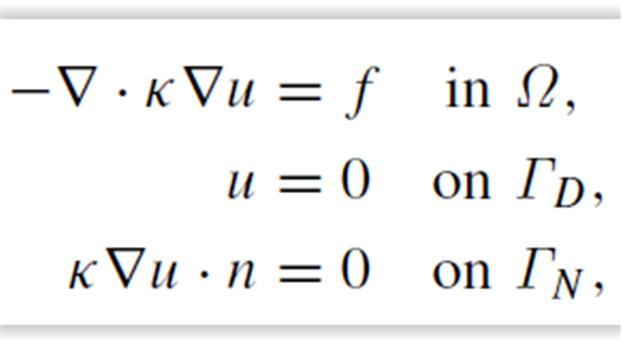 −∇ · κ∇u = f in Ω,
u = 0 on Γ_D,
κ∇u · n = 0 on Γ_N,